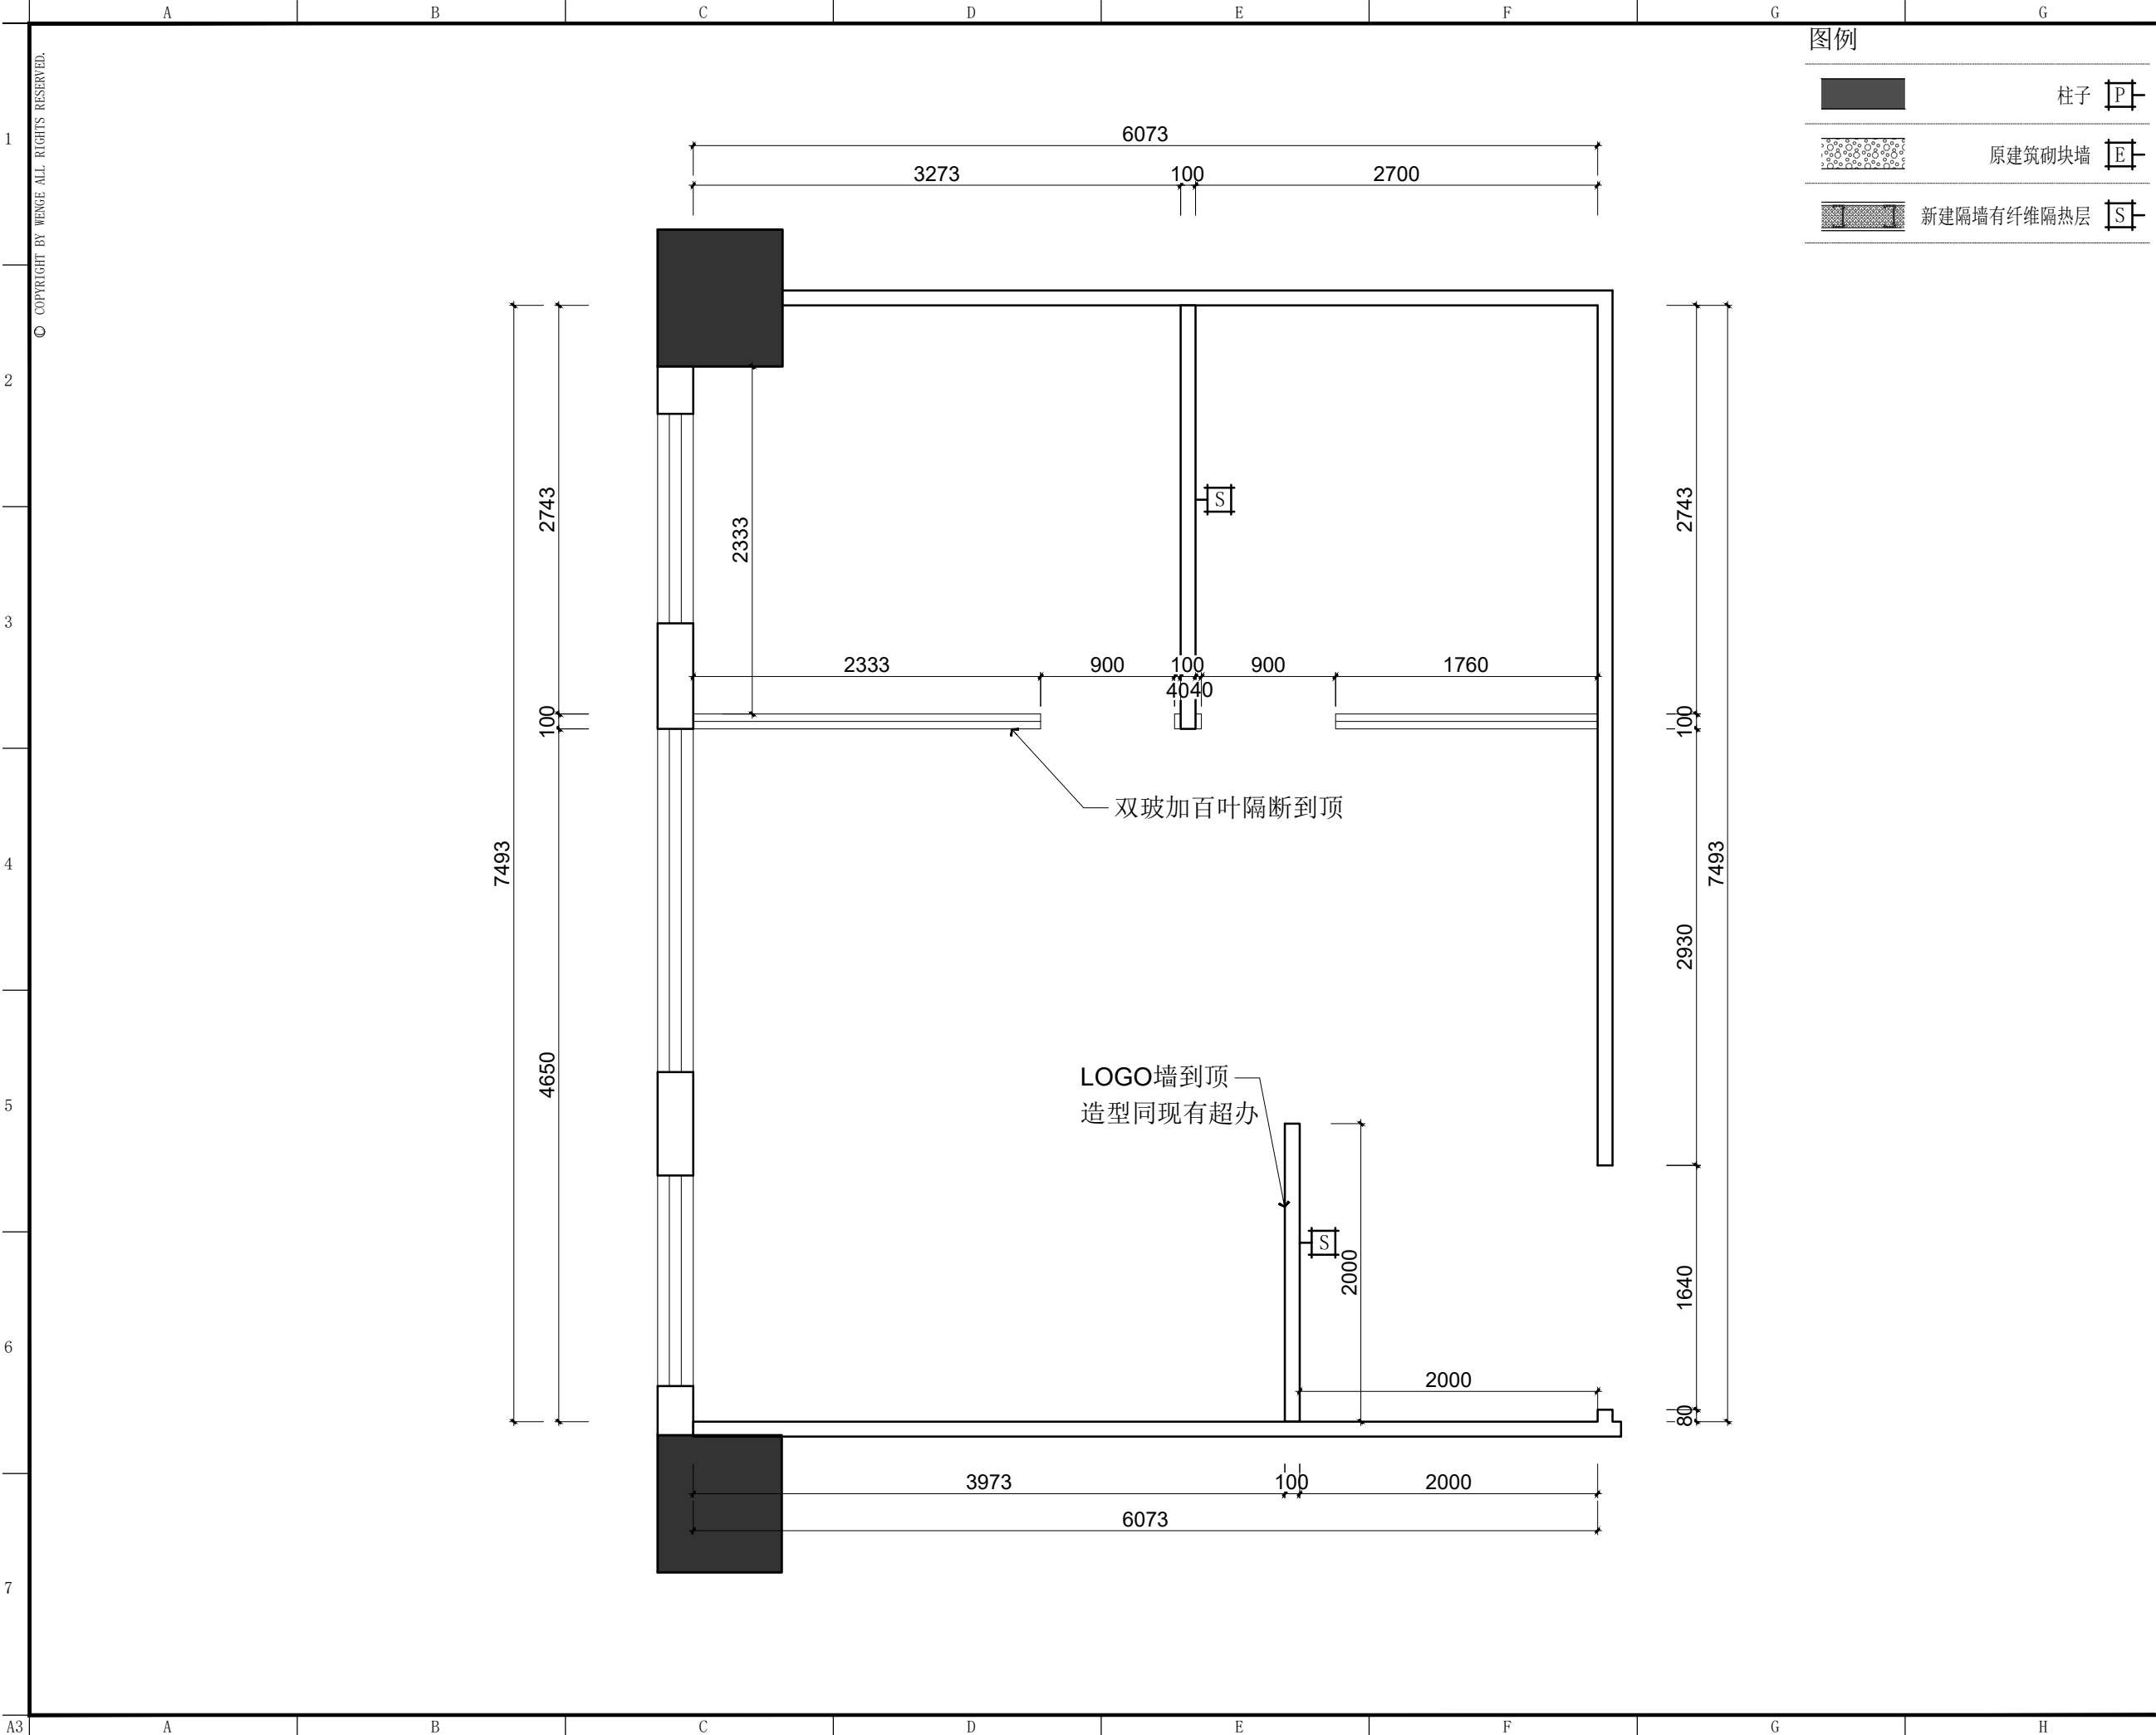 A B C D E F G G
© COPYRIGHT BY WENGE ALL RIGHTS RESERVED.
图例
柱子 P
原建筑砌块墙 E
新建隔墙有纤维隔热层 S
1
2
3
4
5
6
7
6073
3273 100 2700
2743
100
4650
7493
2333
S
2333 900 100 900 1760
40 40
双玻加百叶隔断到顶
2743
100
2930
1640
80
7493
LOGO墙到顶
造型同现有超办
S
2000
2000
3973 100 2000
6073
A3 A B C D E F G H